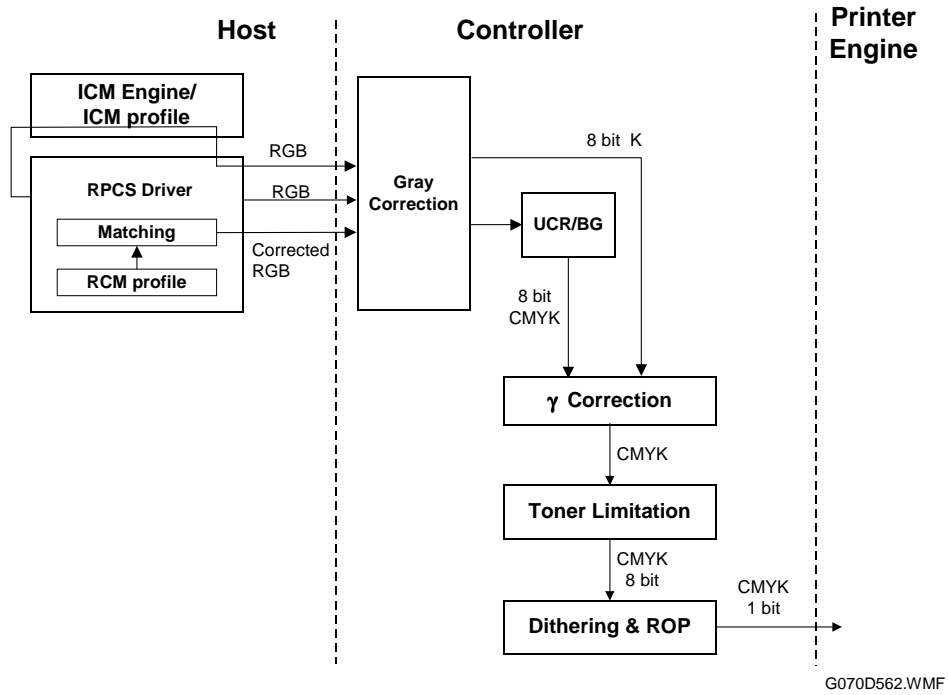 Host
Controller
Printer
Engine
ICM Engine/
ICM profile
RPCS Driver
Matching
RCM profile
RGB
RGB
Corrected
RGB
Gray
Correction
8 bit K
UCR/BG
8 bit
CMYK
γ Correction
CMYK
Toner Limitation
CMYK
8 bit
Dithering & ROP
CMYK
1 bit
G070D562.WMF